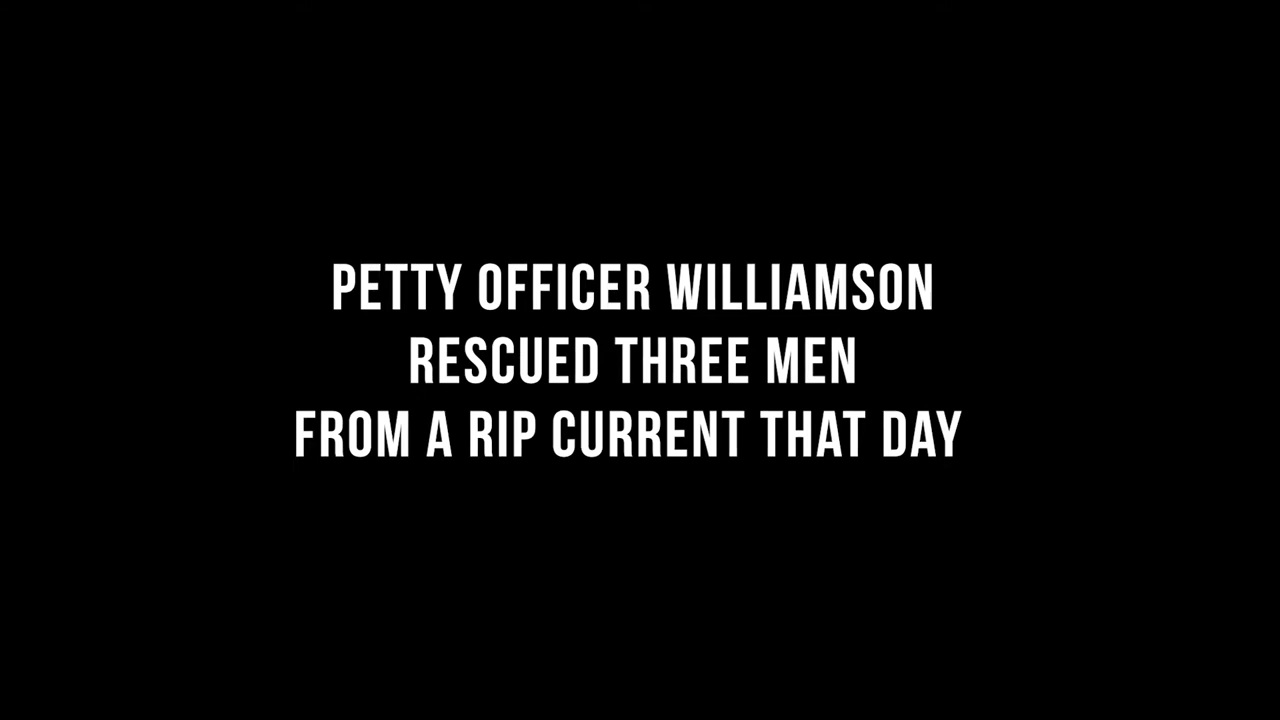 PETTY OFFICER WILLIAMSON
RESCUED THREE MEN
FROM A RIP CURRENT THAT DAY